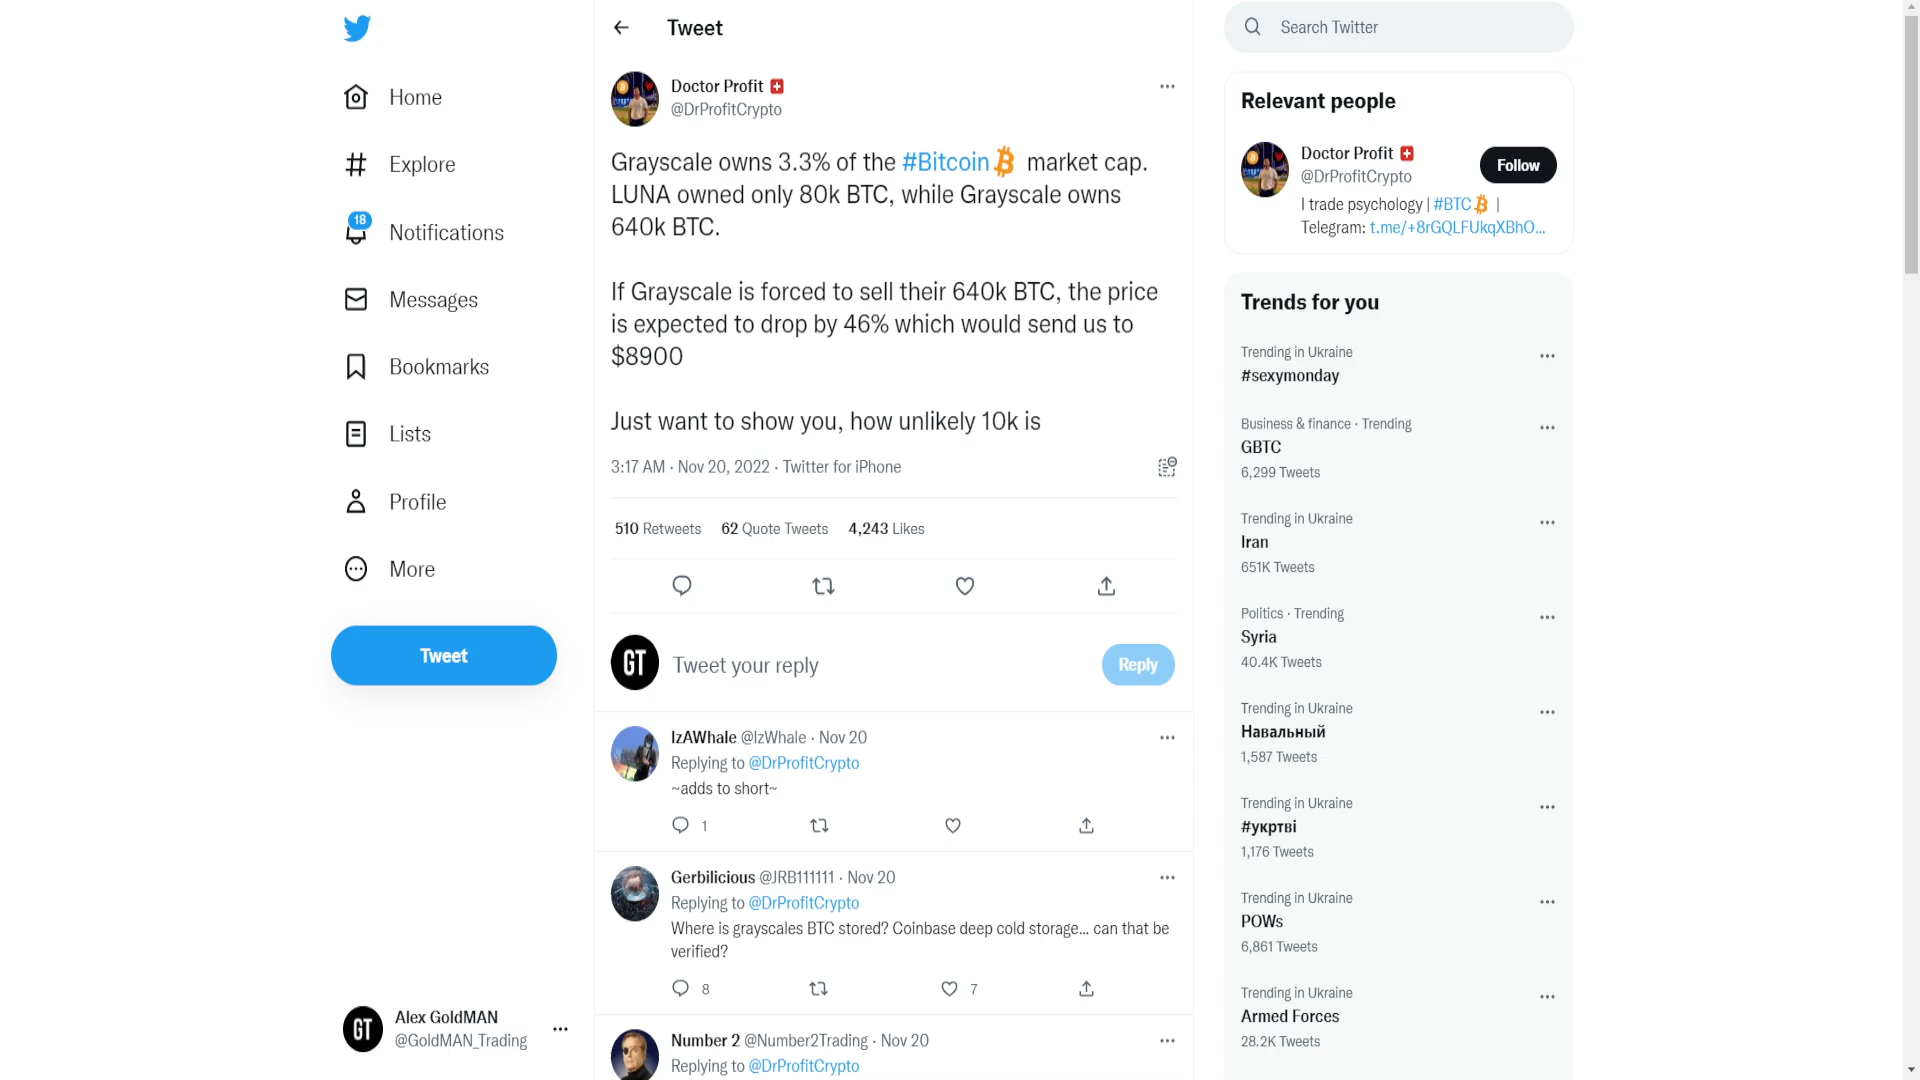 Home
Explore
18
Notifications
Messages
Bookmarks
Lists
Profile
More
Tweet
GT
Alex GoldMAN
@GoldMAN_Trading
Tweet
Doctor Profit
@DrProfitCrypto
Grayscale owns 3.3% of the #Bitcoin market cap.
LUNA owned only 80k BTC, while Grayscale owns
640k BTC.
If Grayscale is forced to sell their 640k BTC, the price
is expected to drop by 46% which would send us to
$8900
Just want to show you, how unlikely 10k is
3:17 AM · Nov 20, 2022 · Twitter for iPhone
510 Retweets 62 Quote Tweets 4,243 Likes
GT
Tweet your reply
Reply
IzAWhale @IzWhale · Nov 20
Replying to @DrProfitCrypto
~adds to short~
1
Gerbilicious @JRB111111 · Nov 20
Replying to @DrProfitCrypto
Where is grayscales BTC stored? Coinbase deep cold storage... can that be
verified?
8 7
Number 2 @Number2Trading · Nov 20
Replying to @DrProfitCrypto
Search Twitter
Relevant people
Doctor Profit
@DrProfitCrypto
Follow
I trade psychology | #BTC |
Telegram: t.me/+8rGQLFUkqXBhO...
Trends for you
Trending in Ukraine
#sexymonday
Business & finance · Trending
GBTC
6,299 Tweets
Trending in Ukraine
Iran
651K Tweets
Politics · Trending
Syria
40.4K Tweets
Trending in Ukraine
Навальный
1,587 Tweets
Trending in Ukraine
#укртві
1,176 Tweets
Trending in Ukraine
POWs
6,861 Tweets
Trending in Ukraine
Armed Forces
28.2K Tweets